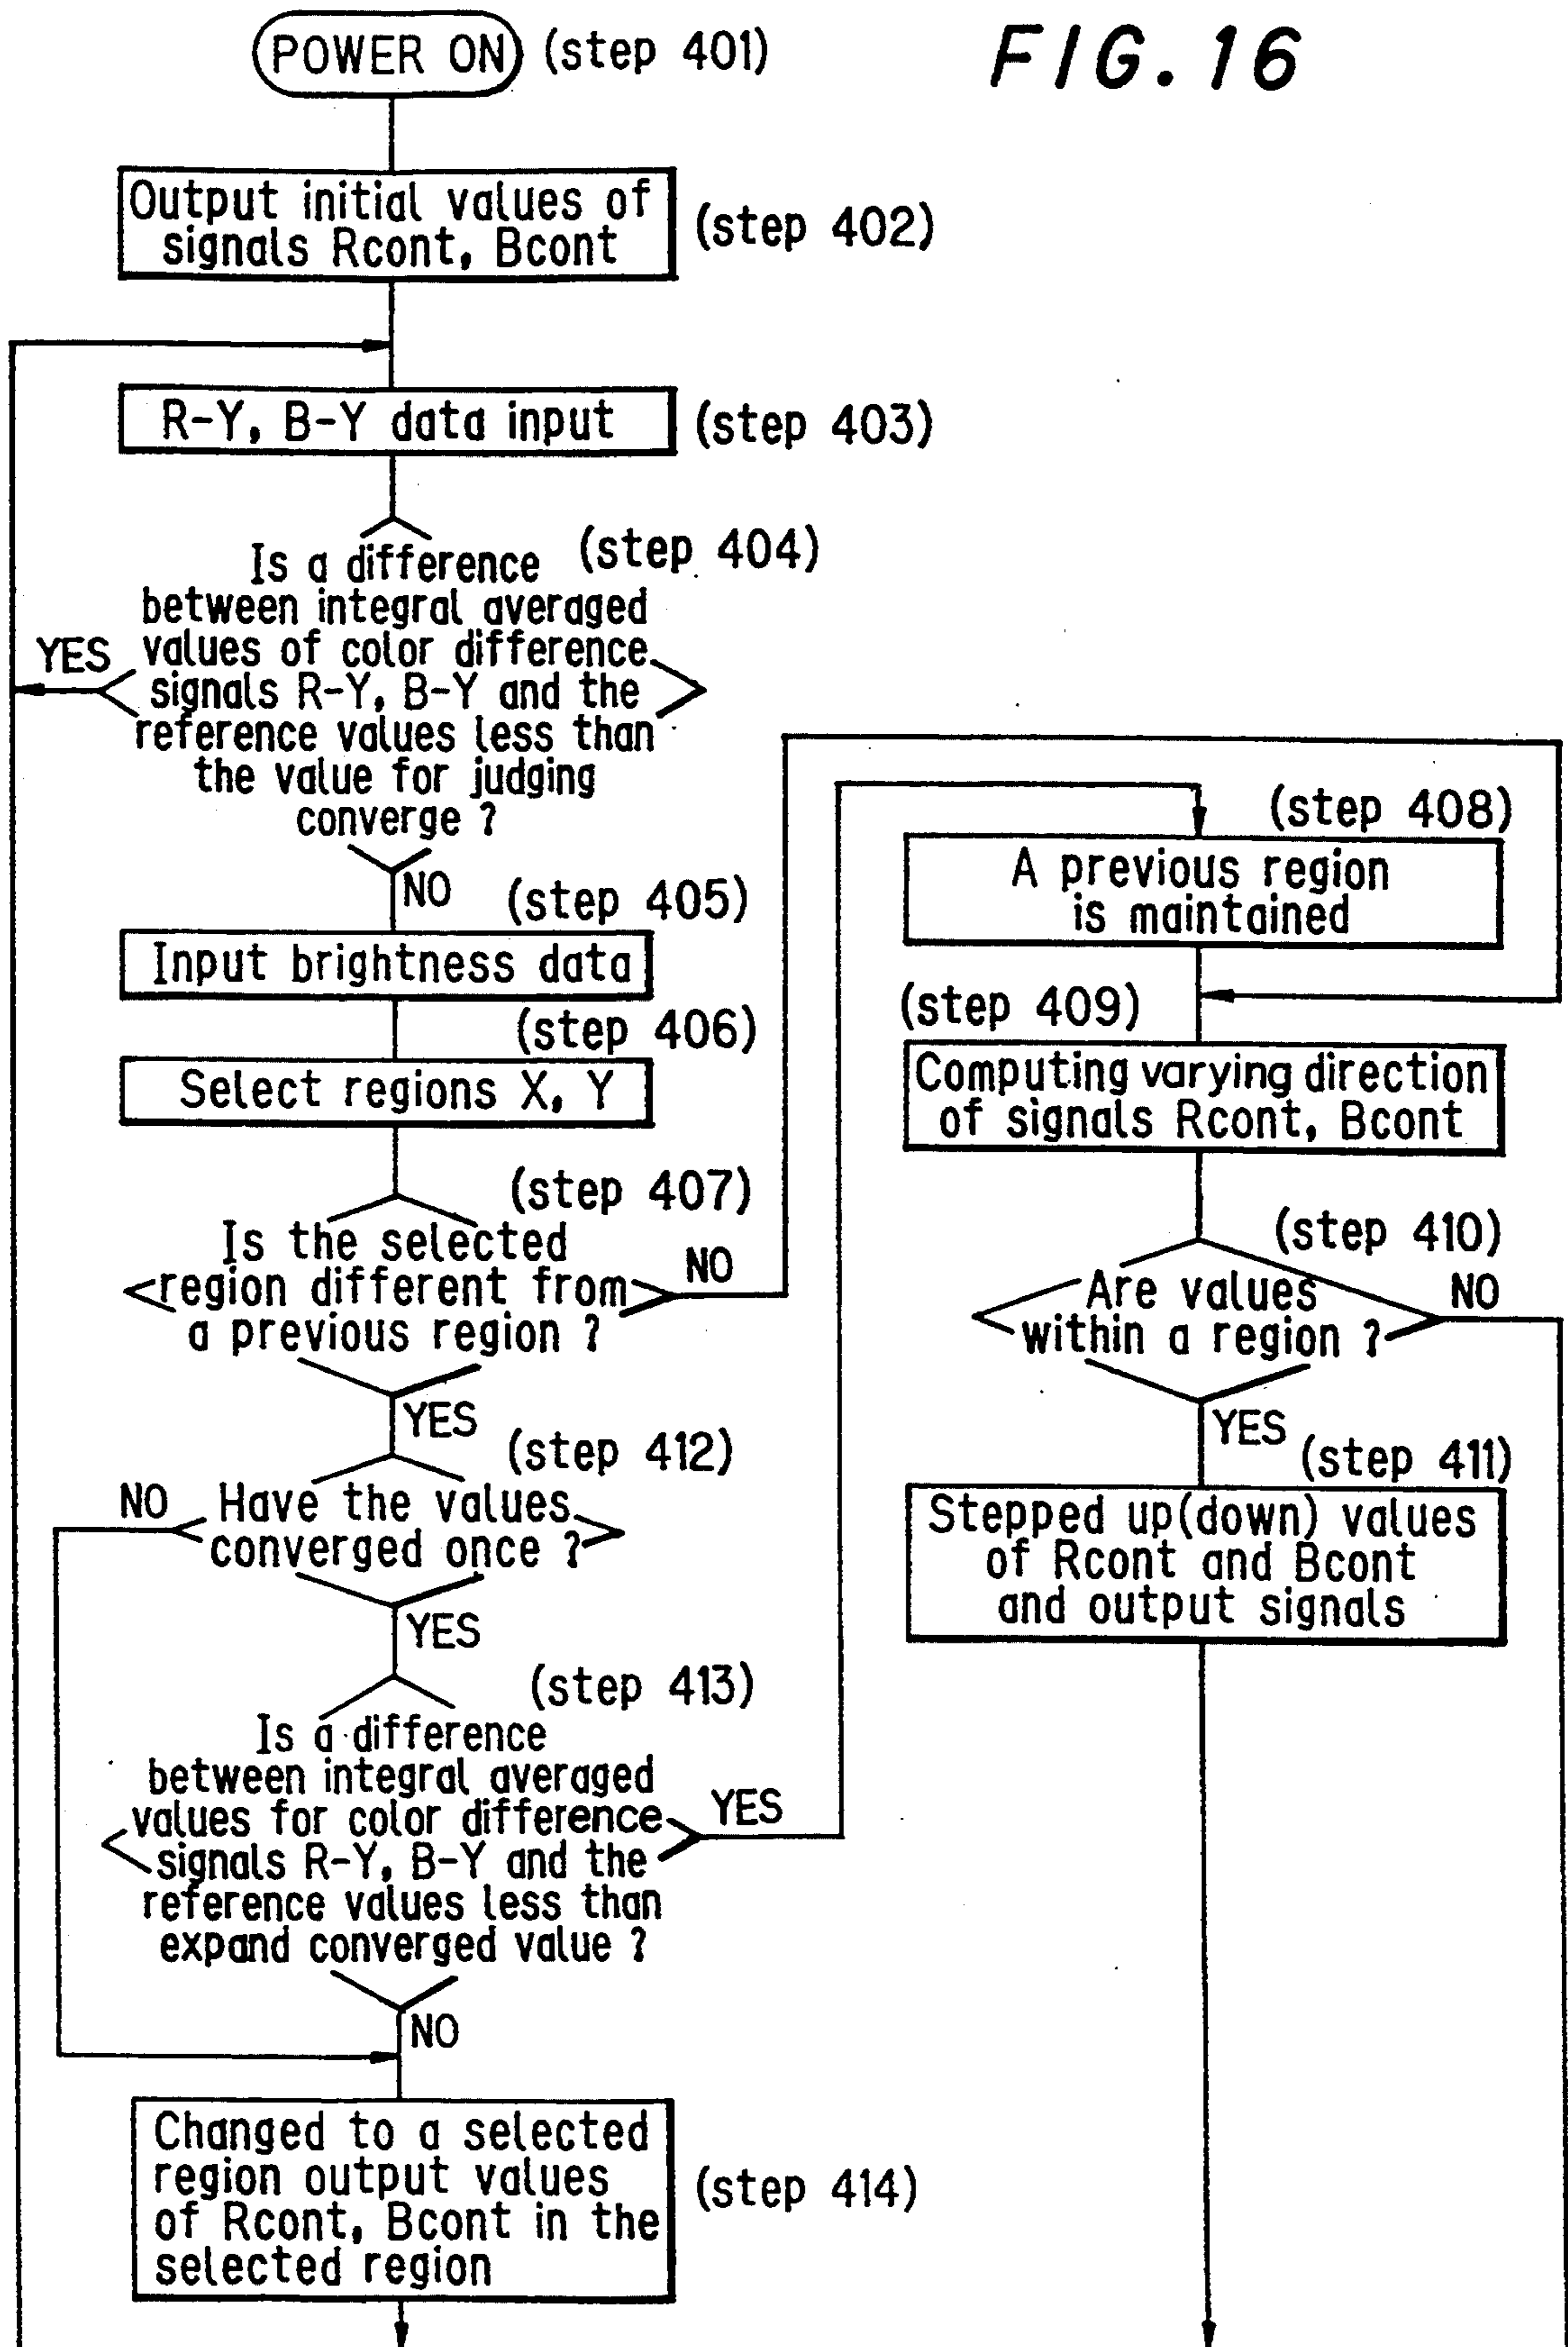 FIG. 16
POWER ON (step 401)
Output initial values of
signals Rcont, Bcont
(step 402)
R-Y, B-Y data input (step 403)
(step 404)
Is a difference
between integral averaged
values of color difference
signals R-Y, B-Y and the
reference values less than
the value for judging
converge ?
YES
NO
(step 405)
Input brightness data
(step 406)
Select regions X, Y
(step 407)
Is the selected
region different from
a previous region ?
NO
YES
(step 412)
Have the values
converged once ?
NO
YES
(step 413)
Is a difference
between integral averaged
values for color difference
signals R-Y, B-Y and the
reference values less than
expand converged value ?
YES
NO
Changed to a selected
region output values
of Rcont, Bcont in the
selected region
(step 414)
(step 408)
A previous region
is maintained
(step 409)
Computing varying direction
of signals Rcont, Bcont
(step 410)
Are values
within a region ?
NO
YES
(step 411)
Stepped up(down) values
of Rcont and Bcont
and output signals